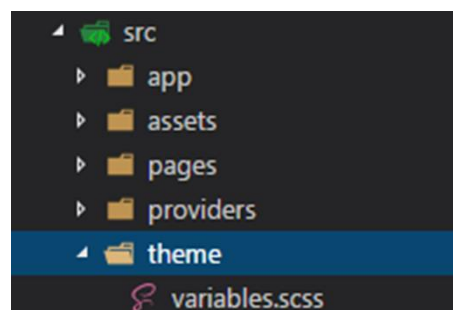 src
app
assets
pages
providers
theme
variables.scss